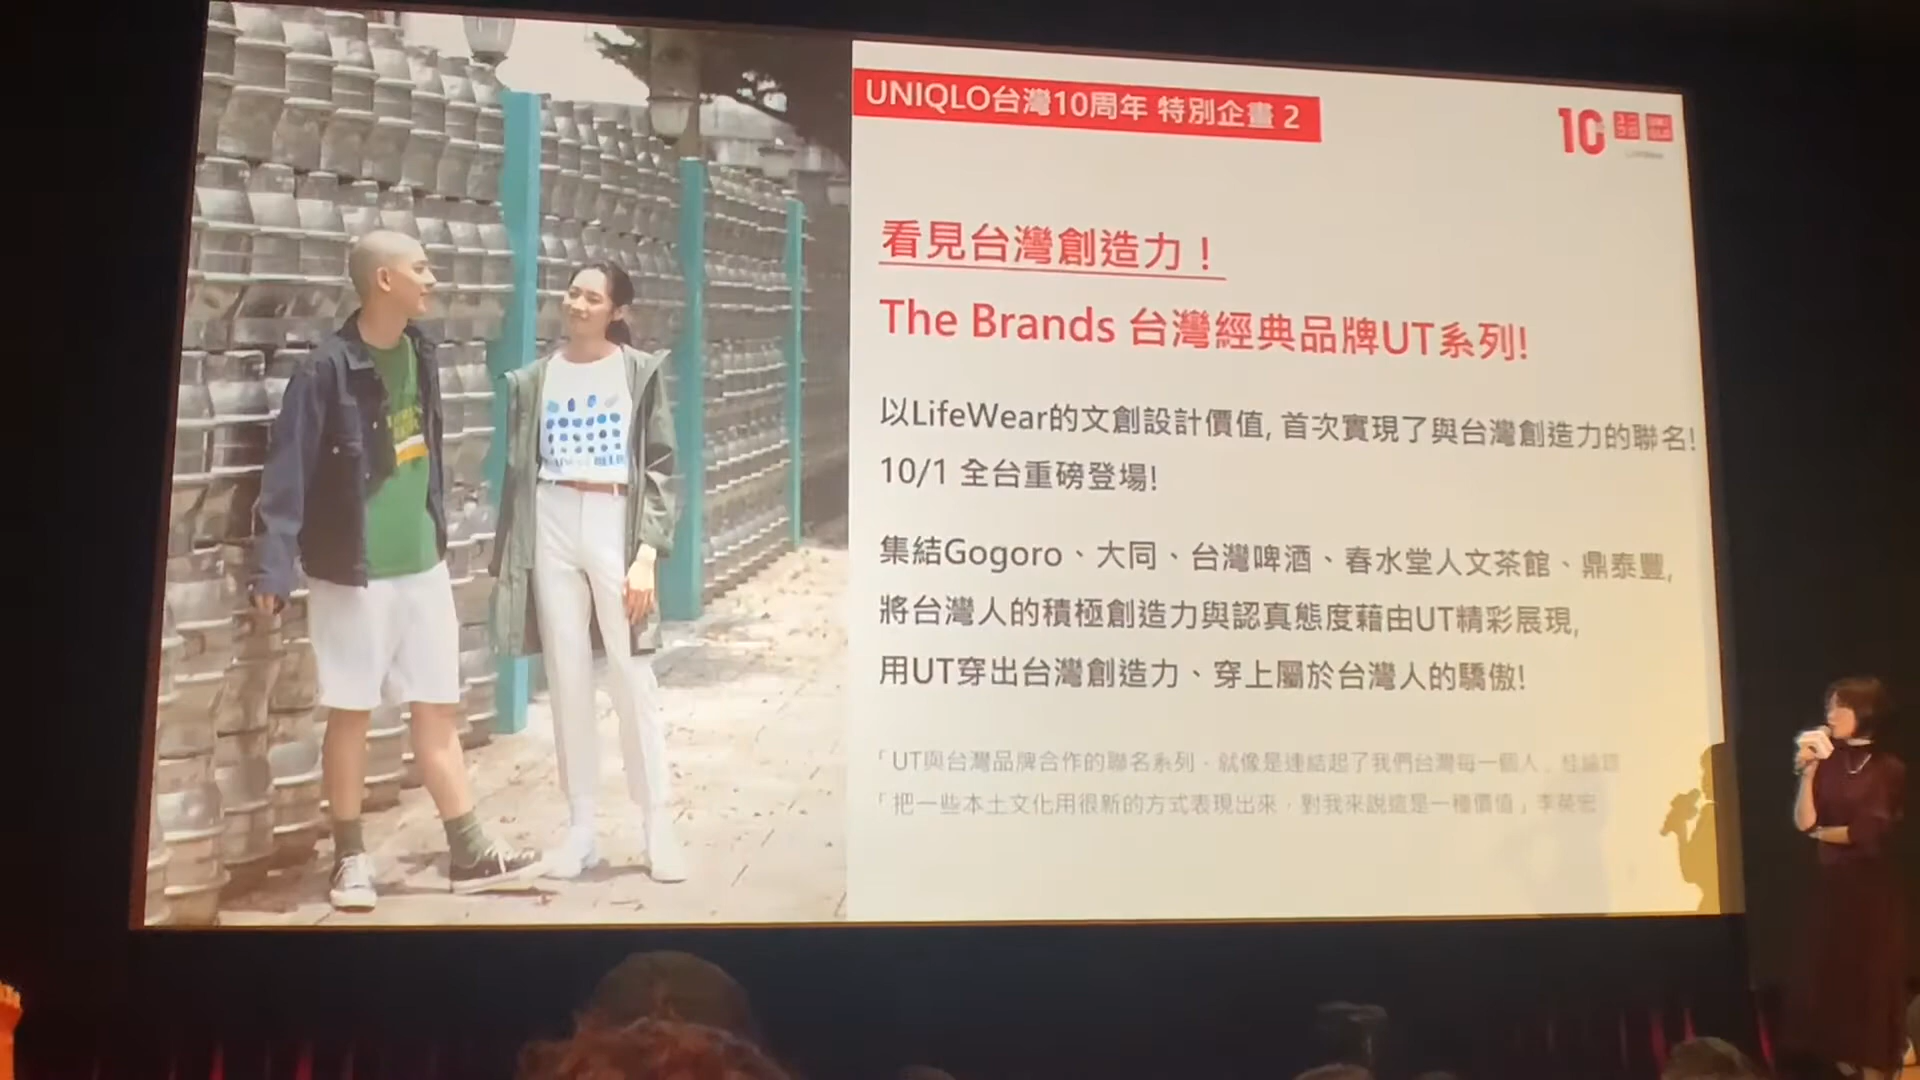 UNIQLO台灣10周年 特別企畫 2
10
UNI
QLO
看見台灣創造力！
The Brands 台灣經典品牌UT系列!
以LifeWear的文創設計價值, 首次實現了與台灣創造力的聯名!
10/1 全台重磅登場!
集結Gogoro、大同、台灣啤酒、春水堂人文茶館、鼎泰豐,
將台灣人的積極創造力與認真態度藉由UT精彩展現,
用UT穿出台灣創造力、穿上屬於台灣人的驕傲!
「UT與台灣品牌合作的聯名系列，就像是連結起了我們台灣每一個人」
「把一些本土文化用很新的方式表現出來，對我來說這是一種價值」李英宏